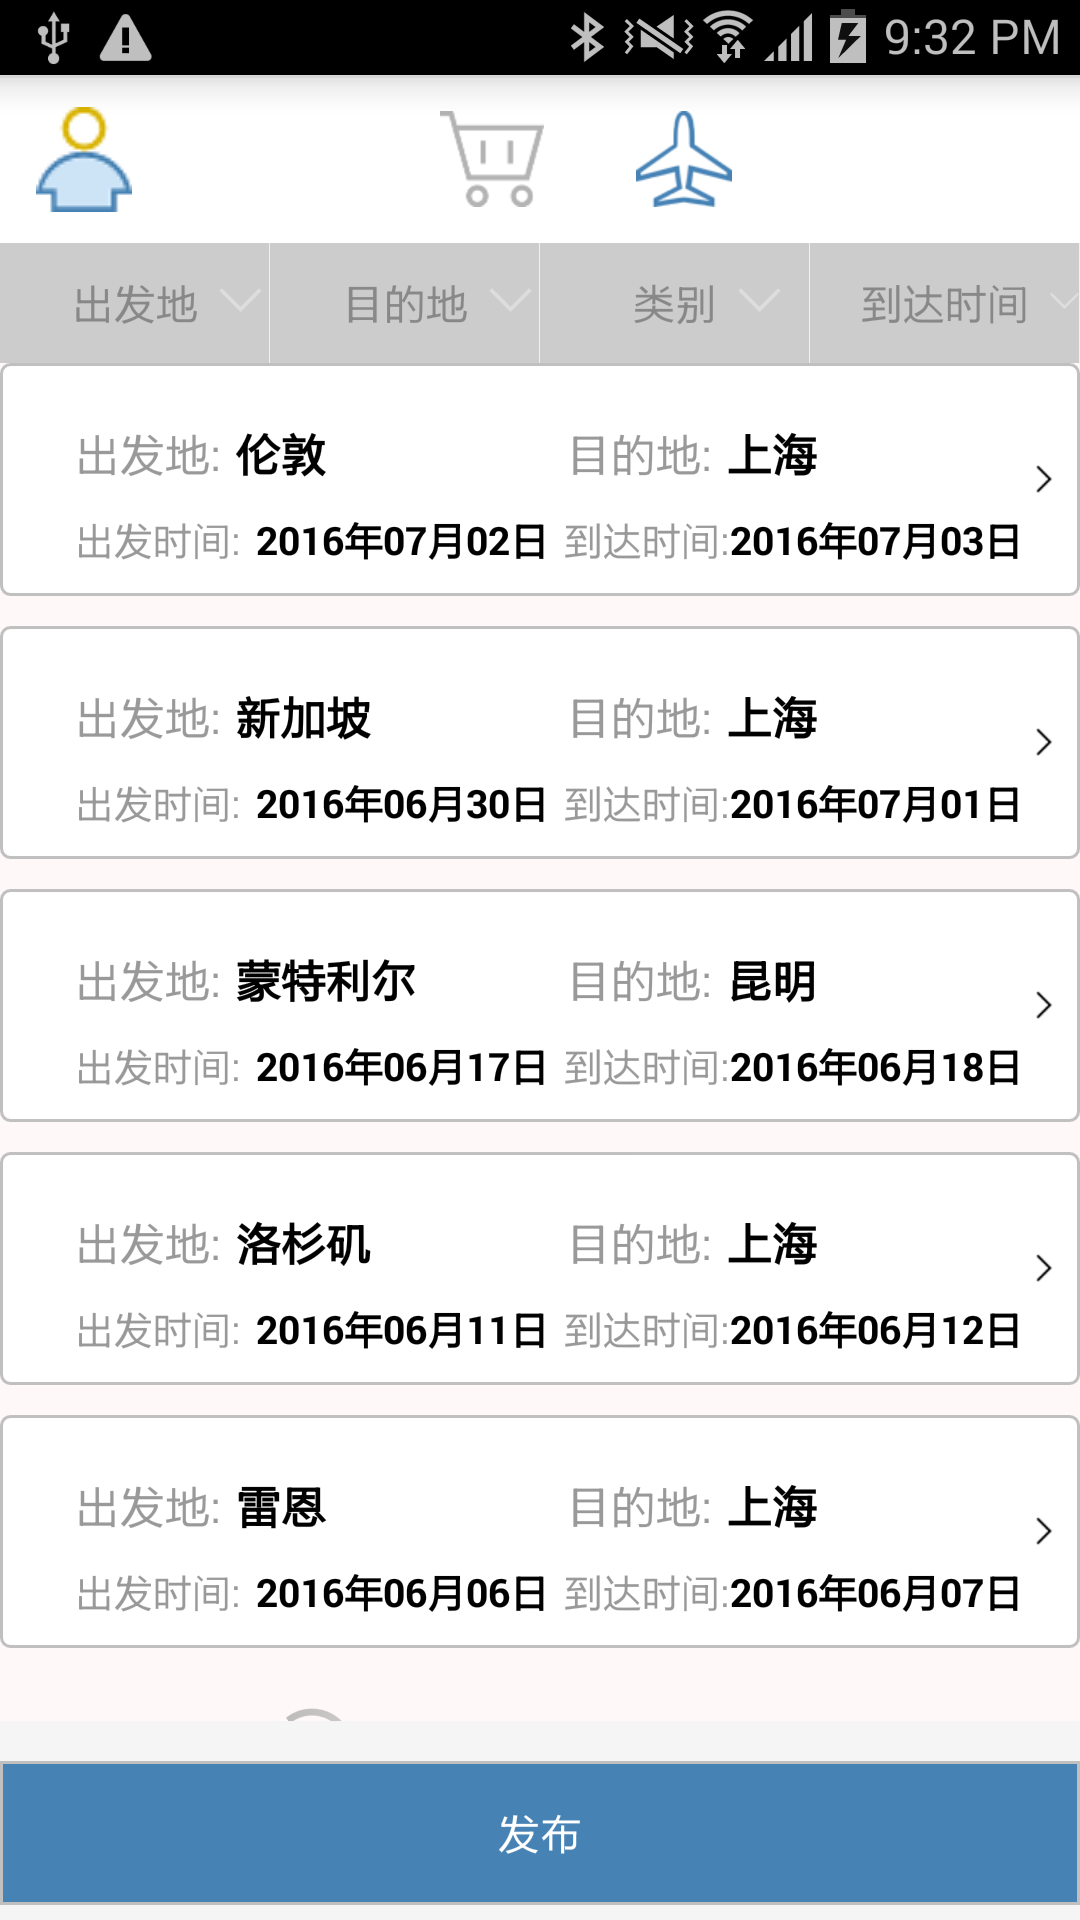 9:32 PM
出发地 目的地 类别 到达时间
出发地: 伦敦 目的地: 上海
出发时间: 2016年07月02日 到达时间:2016年07月03日
出发地: 新加坡 目的地: 上海
出发时间: 2016年06月30日 到达时间:2016年07月01日
出发地: 蒙特利尔 目的地: 昆明
出发时间: 2016年06月17日 到达时间:2016年06月18日
出发地: 洛杉矶 目的地: 上海
出发时间: 2016年06月11日 到达时间:2016年06月12日
出发地: 雷恩 目的地: 上海
出发时间: 2016年06月06日 到达时间:2016年06月07日
发布